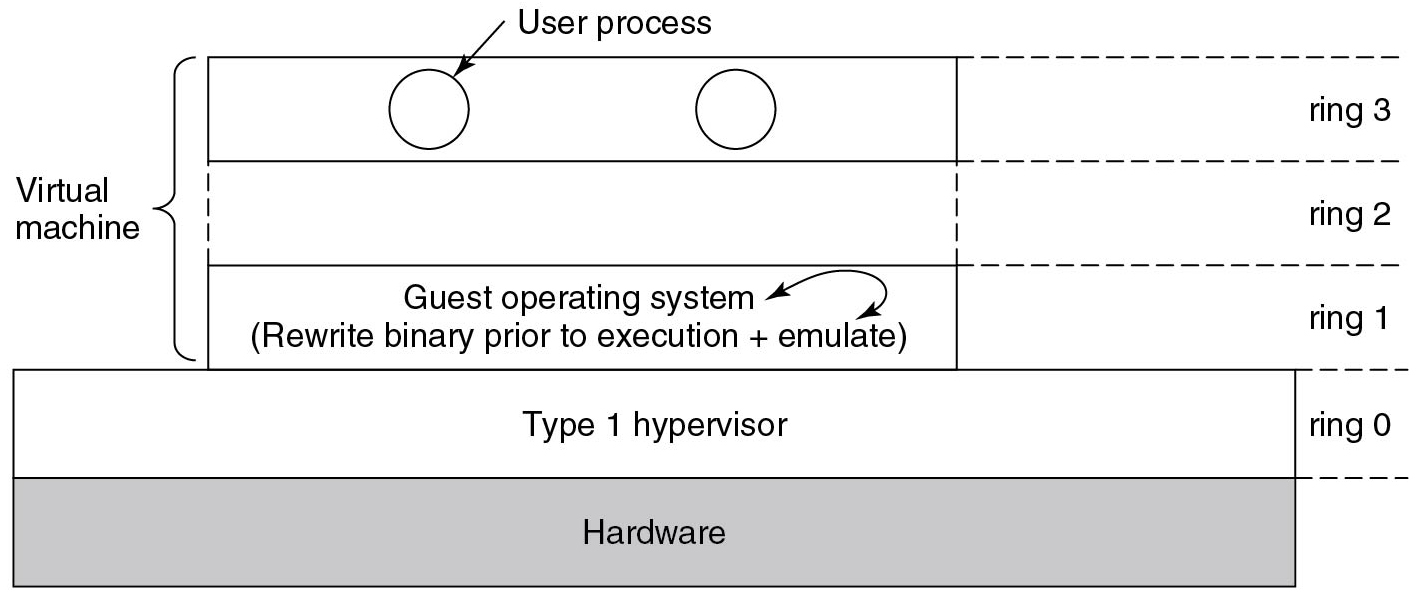 User process
ring 3
Virtual
machine
ring 2
Guest operating system
(Rewrite binary prior to execution + emulate)
ring 1
Type 1 hypervisor
ring 0
Hardware